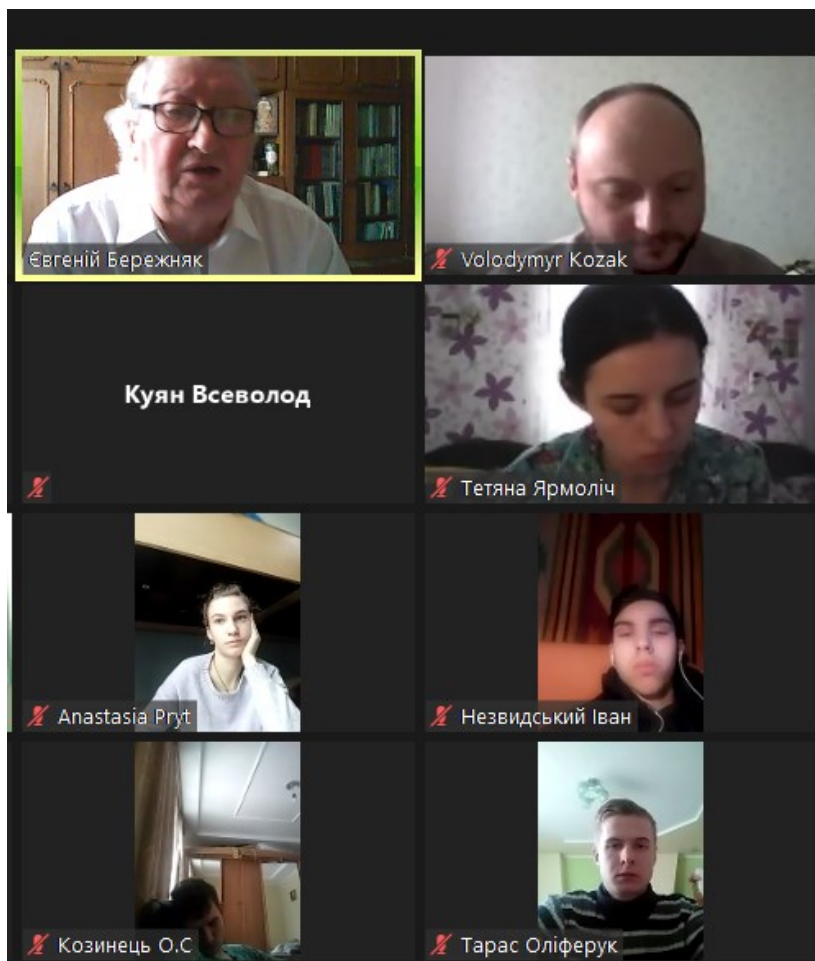 Євгеній Бережняк
Volodymyr Kozak
Куян Всеволод
Тетяна Ярмоліч
Anastasia Pryt
Незвидський Іван
Козинець О.С
Тарас Оліферук